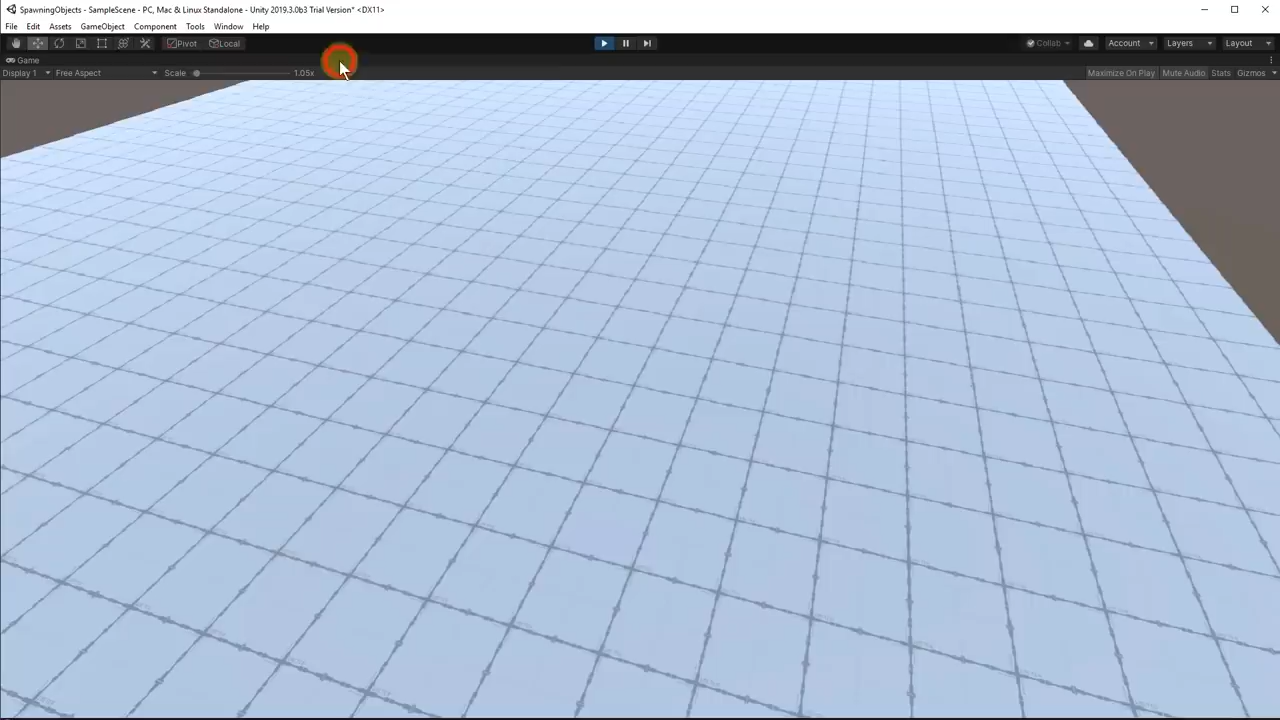 SpawningObjects - SampleScene - PC, Mac & Linux Standalone - Unity 2019.3.0b3 Trial Version* <DX11>
File Edit Assets GameObject Component Tools Window Help
Pivot Local Collab Account Layers Layout
Game
Display 1 Free Aspect Scale 1.05x Maximize On Play Mute Audio Stats Gizmos